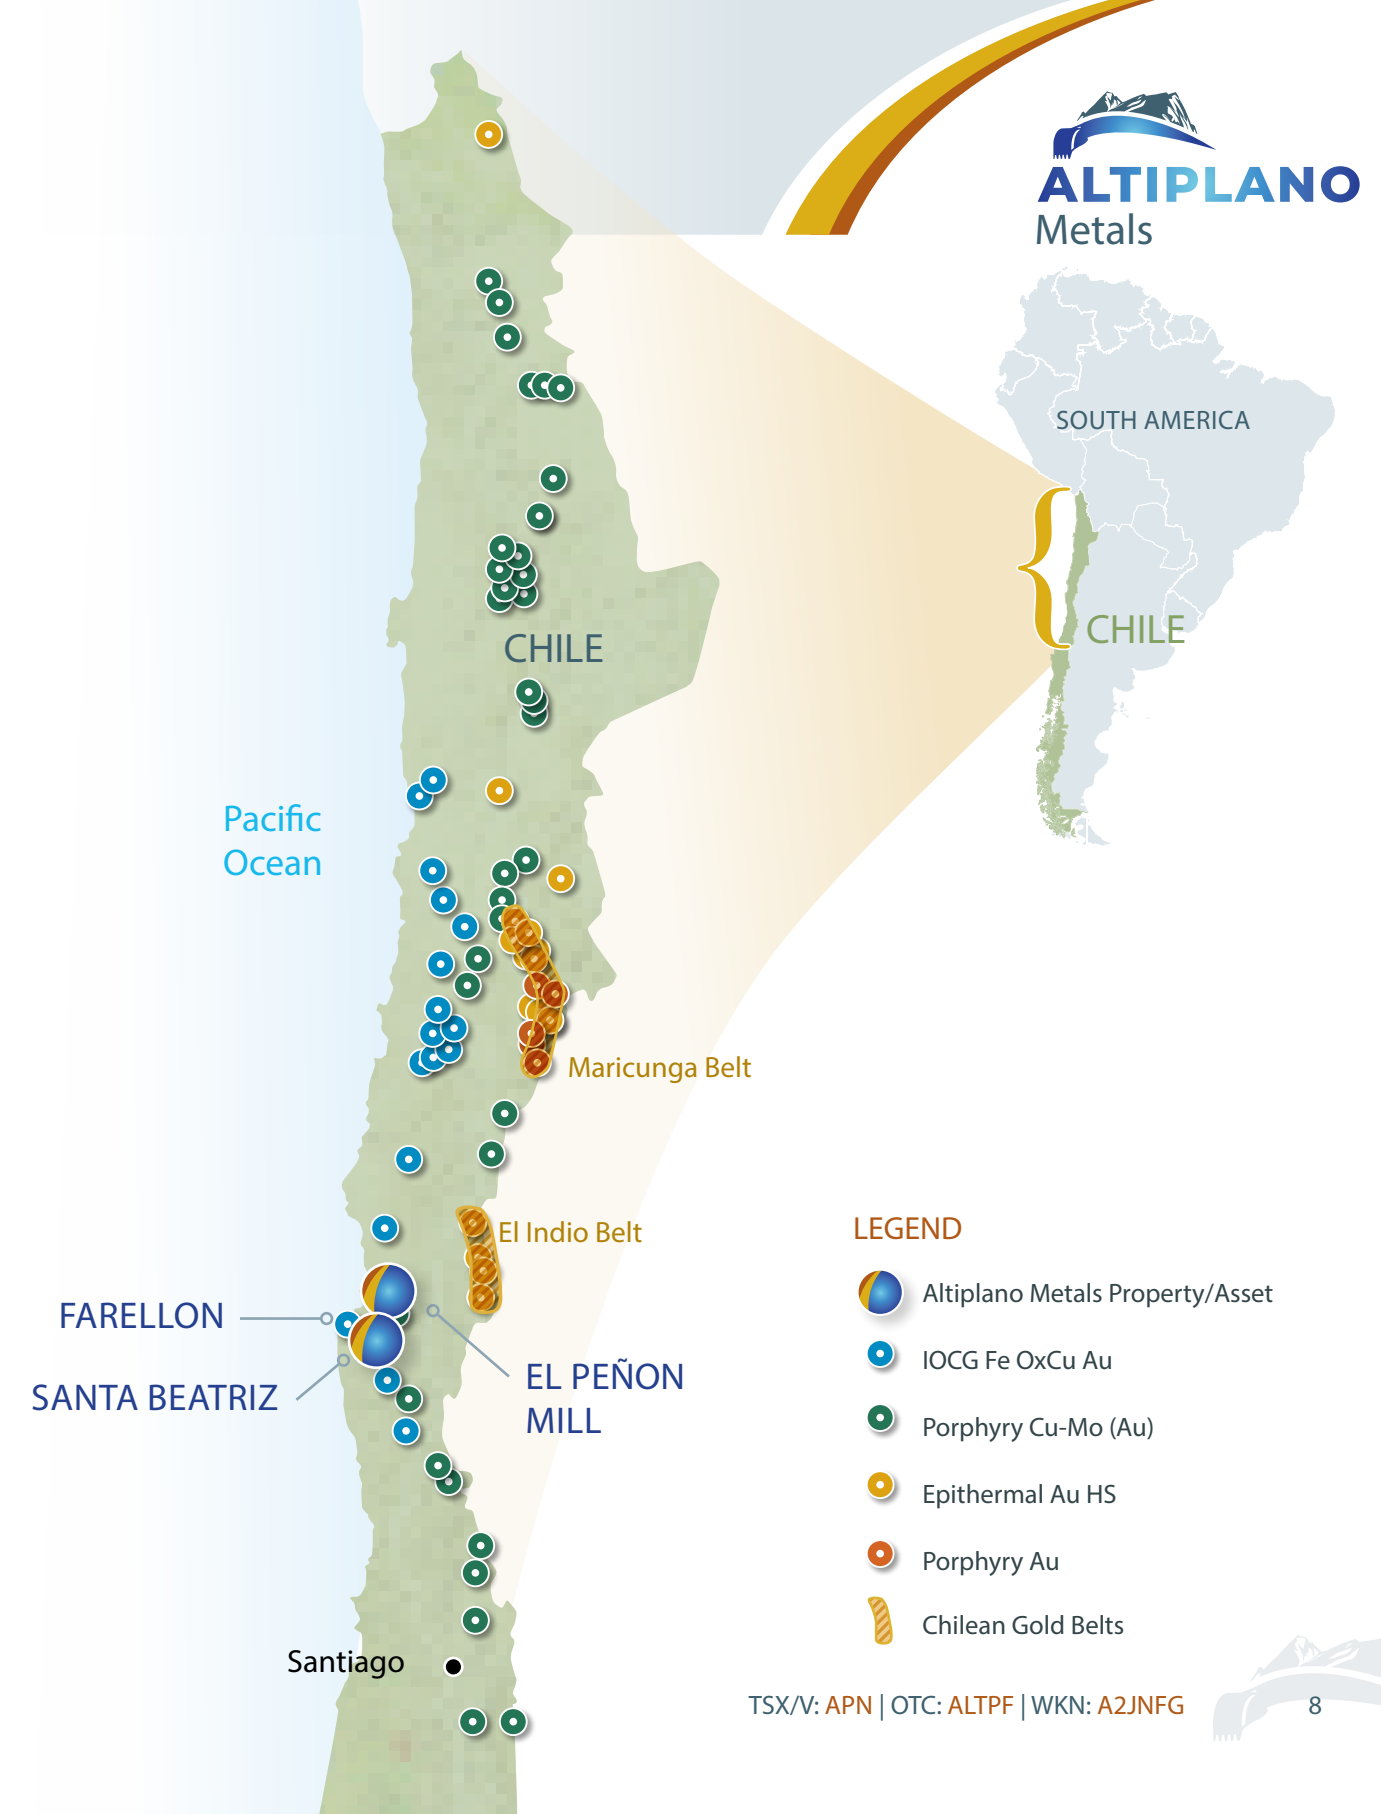 ALTIPLANO
Metals
SOUTH AMERICA
CHILE
CHILE
Pacific
Ocean
Maricunga Belt
El Indio Belt
FARELLON
SANTA BEATRIZ
EL PEÑON
MILL
Santiago
LEGEND
Altiplano Metals Property/Asset
IOCG Fe OxCu Au
Porphyry Cu-Mo (Au)
Epithermal Au HS
Porphyry Au
Chilean Gold Belts
TSX/V: APN | OTC: ALTPF | WKN: A2JNFG
8